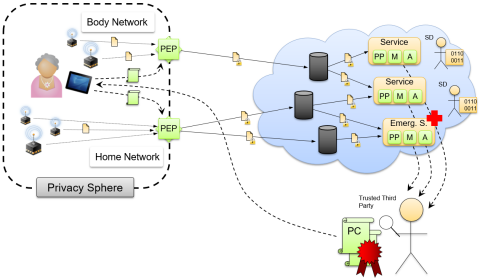 Body Network
PEP
Service
PP M A
SD
0110
0011
Service
PP M A
SD
0110
0011
PEP
Emerg. S.
PP M A
Home Network
Privacy Sphere
Trusted Third
Party
PC